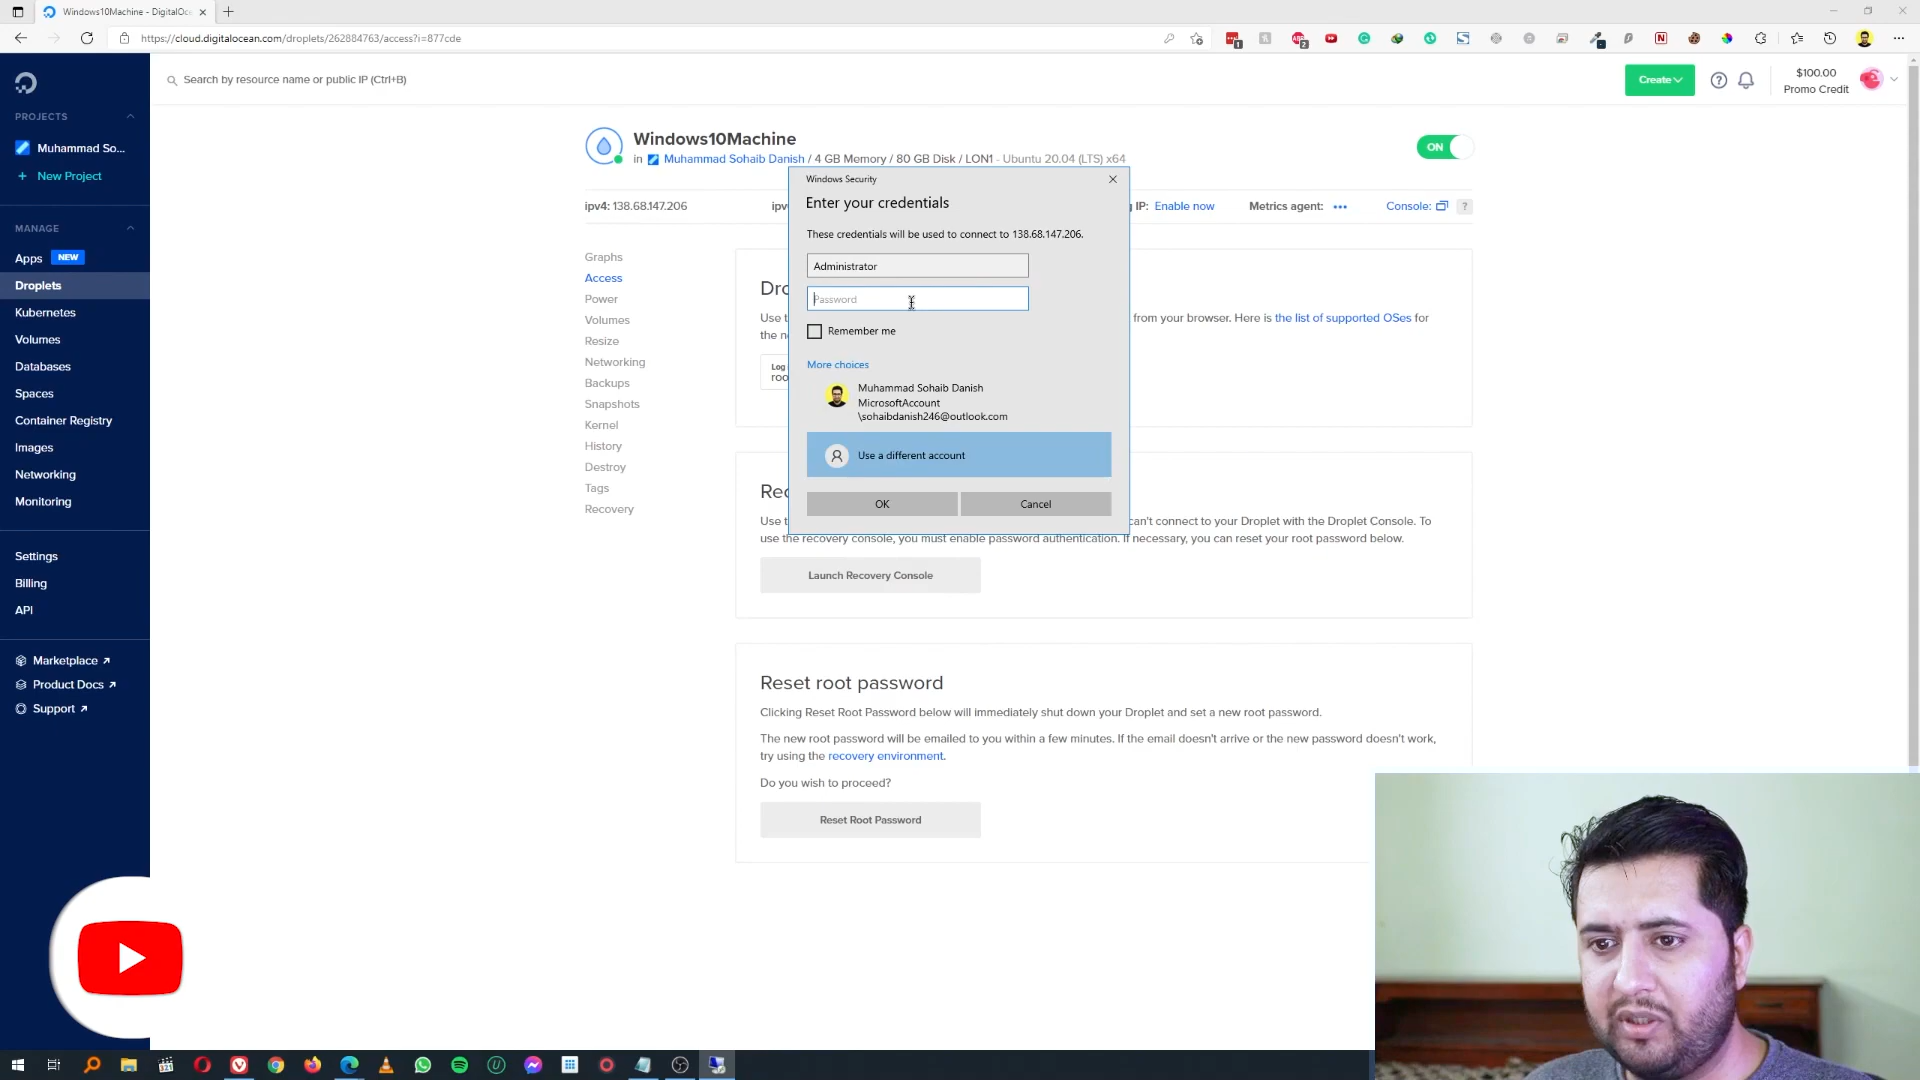 Windows10Machine - DigitalOce
https://cloud.digitalocean.com/droplets/262884763/access?i=877cde
Search by resource name or public IP (Ctrl+B)
Create
$100.00
Promo Credit
PROJECTS
Muhammad So...
+ New Project
MANAGE
Apps NEW
Droplets
Kubernetes
Volumes
Databases
Spaces
Container Registry
Images
Networking
Monitoring
Settings
Billing
API
Marketplace ↗
Product Docs ↗
Support ↗
Windows10Machine
in Muhammad Sohaib Danish / 4 GB Memory / 80 GB Disk / LON1 - Ubuntu 20.04 (LTS) x64
ON
ipv4: 138.68.147.206
IP: Enable now
Metrics agent: •••
Console: ?
Graphs
Access
Power
Volumes
Resize
Networking
Backups
Snapshots
Kernel
History
Destroy
Tags
Recovery
Windows Security
Enter your credentials
These credentials will be used to connect to 138.68.147.206.
Administrator
Password
Remember me
More choices
Muhammad Sohaib Danish
MicrosoftAccount
\sohaibdanish246@outlook.com
Use a different account
OK
Cancel
from your browser. Here is the list of supported OSes for
can't connect to your Droplet with the Droplet Console. To
use the recovery console, you must enable password authentication. If necessary, you can reset your root password below.
Launch Recovery Console
Reset root password
Clicking Reset Root Password below will immediately shut down your Droplet and set a new root password.
The new root password will be emailed to you within a few minutes. If the email doesn't arrive or the new password doesn't work,
try using the recovery environment.
Do you wish to proceed?
Reset Root Password